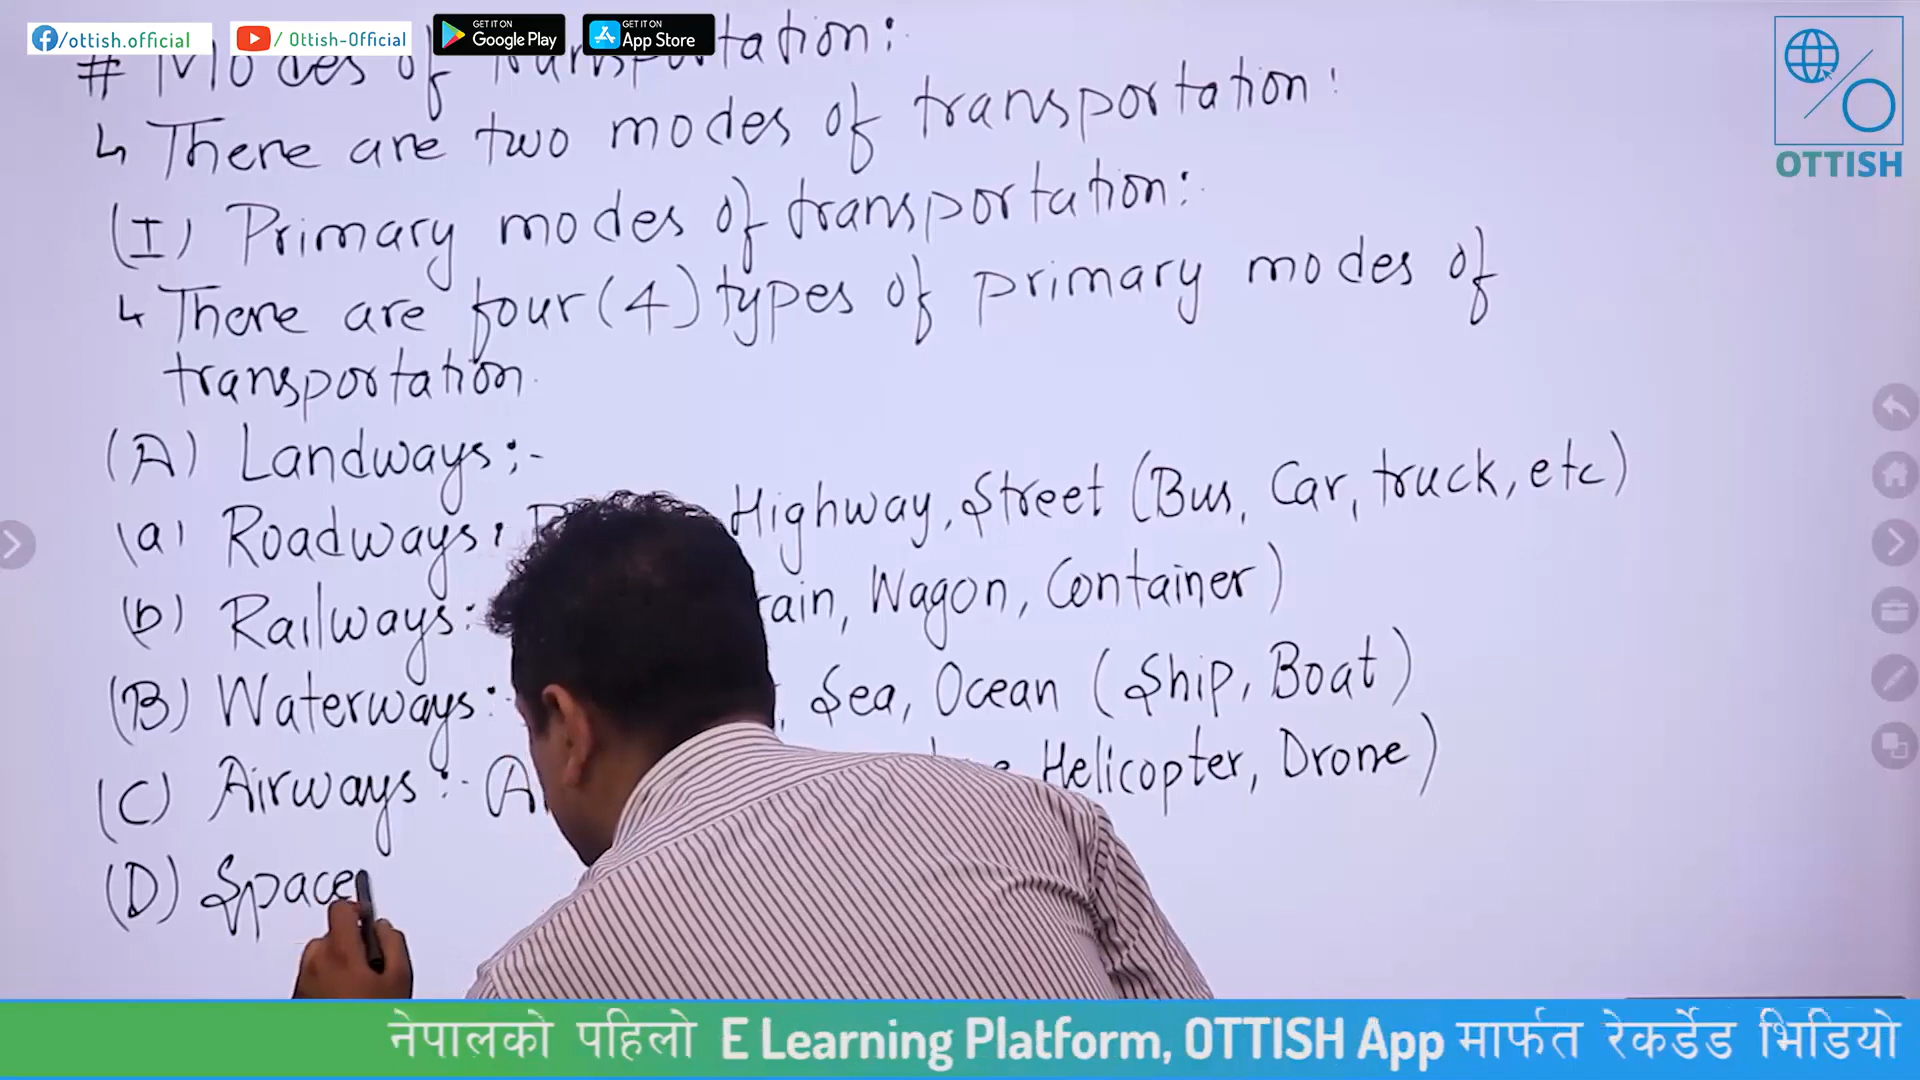 /ottish.official
/ Ottish-Official
GET IT ON
Google Play
GET IT ON
App Store
OTTISH
# Modes of transportation:
↳ There are two modes of transportation:
(I) Primary modes of transportation:
↳ There are four (4) types of primary modes of
transportation.
(A) Landways:-
(a) Roadways: Highway, Street (Bus, Car, truck, etc)
(b) Railways: Wagon, Container)
(B) Waterways:- Sea, Ocean (Ship, Boat)
(C) Airways:- Helicopter, Drone)
(D) Space
नेपालको पहिलो E Learning Platform, OTTISH App मार्फत रेकर्डेड भिडियो